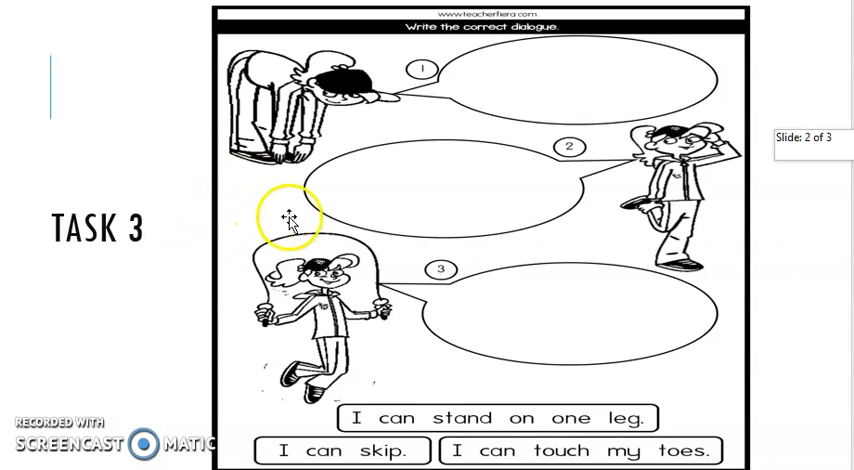 www.teacherfiera.com
Write the correct dialogue.
1
2
Slide: 2 of 3
TASK 3
3
I can stand on one leg.
I can skip.
I can touch my toes.
RECORDED WITH
SCREENCAST MATIC